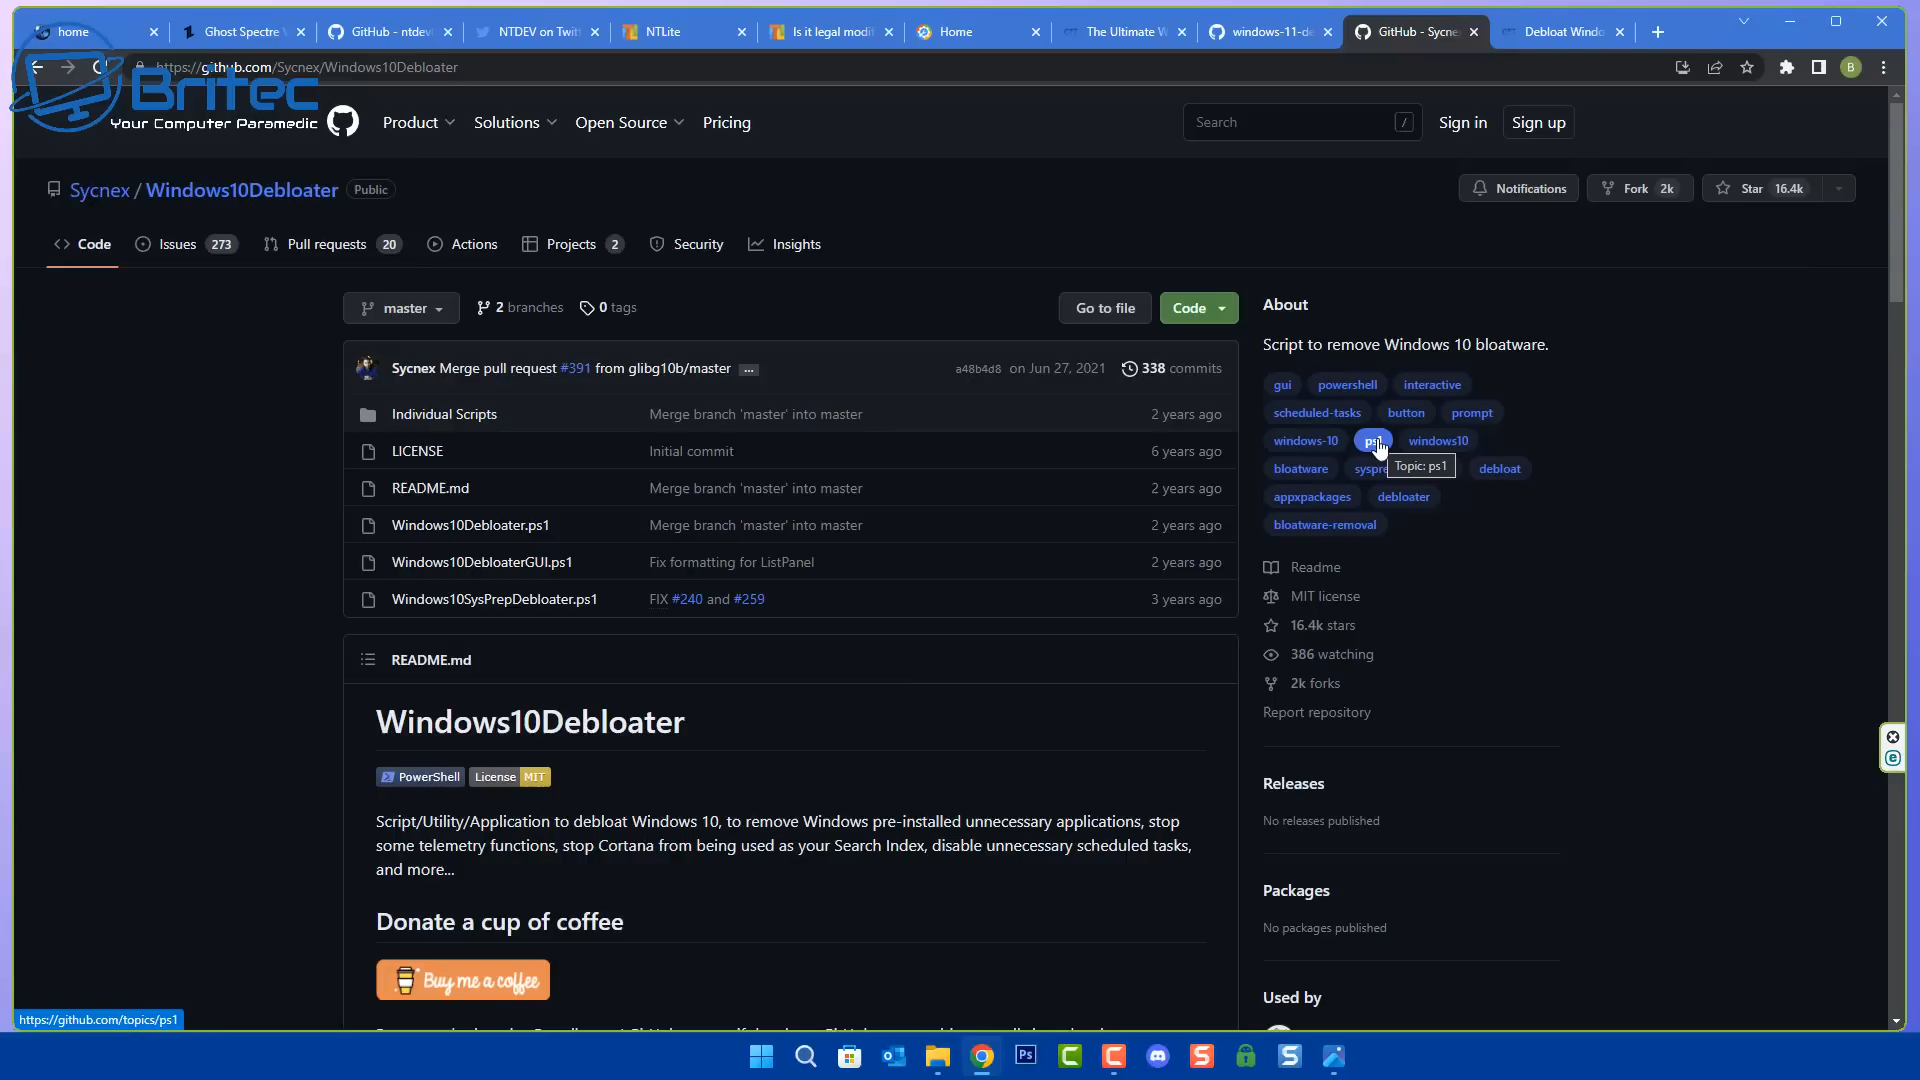 home
Ghost Spectre W
GitHub - ntdev
NTDEV on Twit
NTLite
Is it legal modif
Home
The Ultimate W
windows-11-de
GitHub - Sycnex
Debloat Windo
https://github.com/Sycnex/Windows10Debloater
B
Britec
Your Computer Paramedic
Product
Solutions
Open Source
Pricing
Search
/
Sign in
Sign up
Sycnex / Windows10Debloater
Public
Notifications
Fork 2k
Star 16.4k
Code
Issues 273
Pull requests 20
Actions
Projects 2
Security
Insights
master
2 branches
0 tags
Go to file
Code
Sycnex Merge pull request #391 from glibg10b/master ...
a48b4d8 on Jun 27, 2021
338 commits
Individual Scripts
Merge branch 'master' into master
2 years ago
LICENSE
Initial commit
6 years ago
README.md
Merge branch 'master' into master
2 years ago
Windows10Debloater.ps1
Merge branch 'master' into master
2 years ago
Windows10DebloaterGUI.ps1
Fix formatting for ListPanel
2 years ago
Windows10SysPrepDebloater.ps1
FIX #240 and #259
3 years ago
README.md
Windows10Debloater
PowerShell
License MIT
Script/Utility/Application to debloat Windows 10, to remove Windows pre-installed unnecessary applications, stop
some telemetry functions, stop Cortana from being used as your Search Index, disable unnecessary scheduled tasks,
and more...
Donate a cup of coffee
Buy me a coffee
About
Script to remove Windows 10 bloatware.
gui
powershell
interactive
scheduled-tasks
button
prompt
windows-10
ps1
windows10
bloatware
syspre
Topic: ps1
debloat
appxpackages
debloater
bloatware-removal
Readme
MIT license
16.4k stars
386 watching
2k forks
Report repository
Releases
No releases published
Packages
No packages published
Used by
https://github.com/topics/ps1
Ps